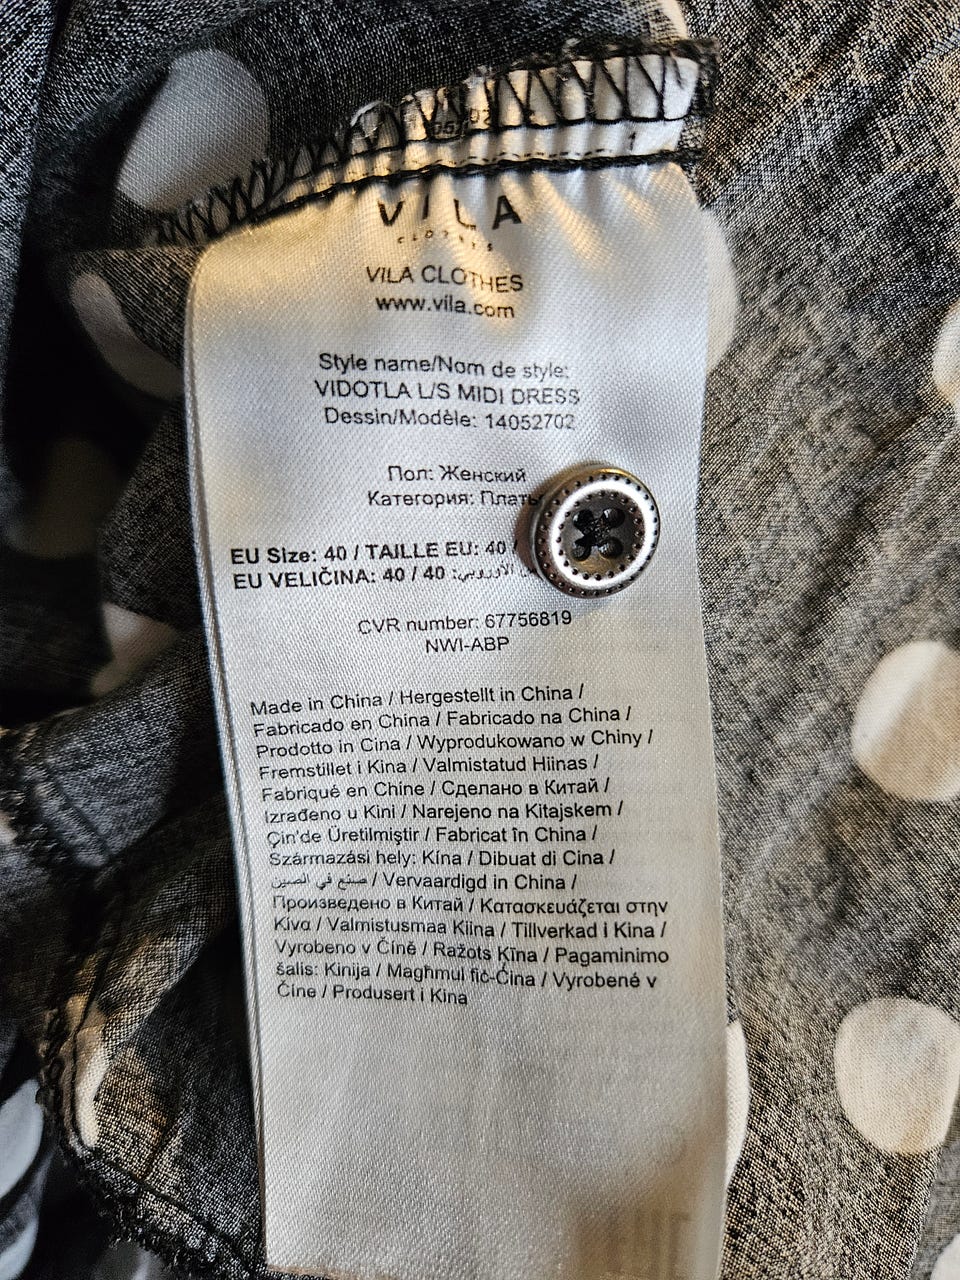 VILA
CLOTHES
VILA CLOTHES
www.vila.com
Style name/Nom de style:
VIDOTLA L/S MIDI DRESS
Dessin/Modèle: 14052702
Пол: Женский
Категория:
EU Size: 40 / TAILLE EU: 40 /
EU VELIČINA: 40 / 40 :
CVR number: 67756819
NWI-ABP
Made in China / Hergestellt in China /
Fabricado en China / Fabricado na China /
Prodotto in Cina / Wyprodukowano w Chiny /
Fremstillet i Kina / Valmistatud Hiinas /
Fabriqué en Chine / Сделано в Китай /
Izrađeno u Kini / Narejeno na Kitajskem /
Çin'de Üretilmiştir / Fabricat în China /
Származási hely: Kína / Dibuat di Cina /
صنع في الصين / Vervaardigd in China /
Произведено в Китай / Κατασκευάζεται στην
Κίνα / Valmistusmaa Kiina / Tillverkad i Kina /
Vyrobeno v Číně / Ražots Ķīna / Pagaminimo
šalis: Kinija / Magħmul fiċ-Ċina / Vyrobené v
Číne / Produsert i Kina